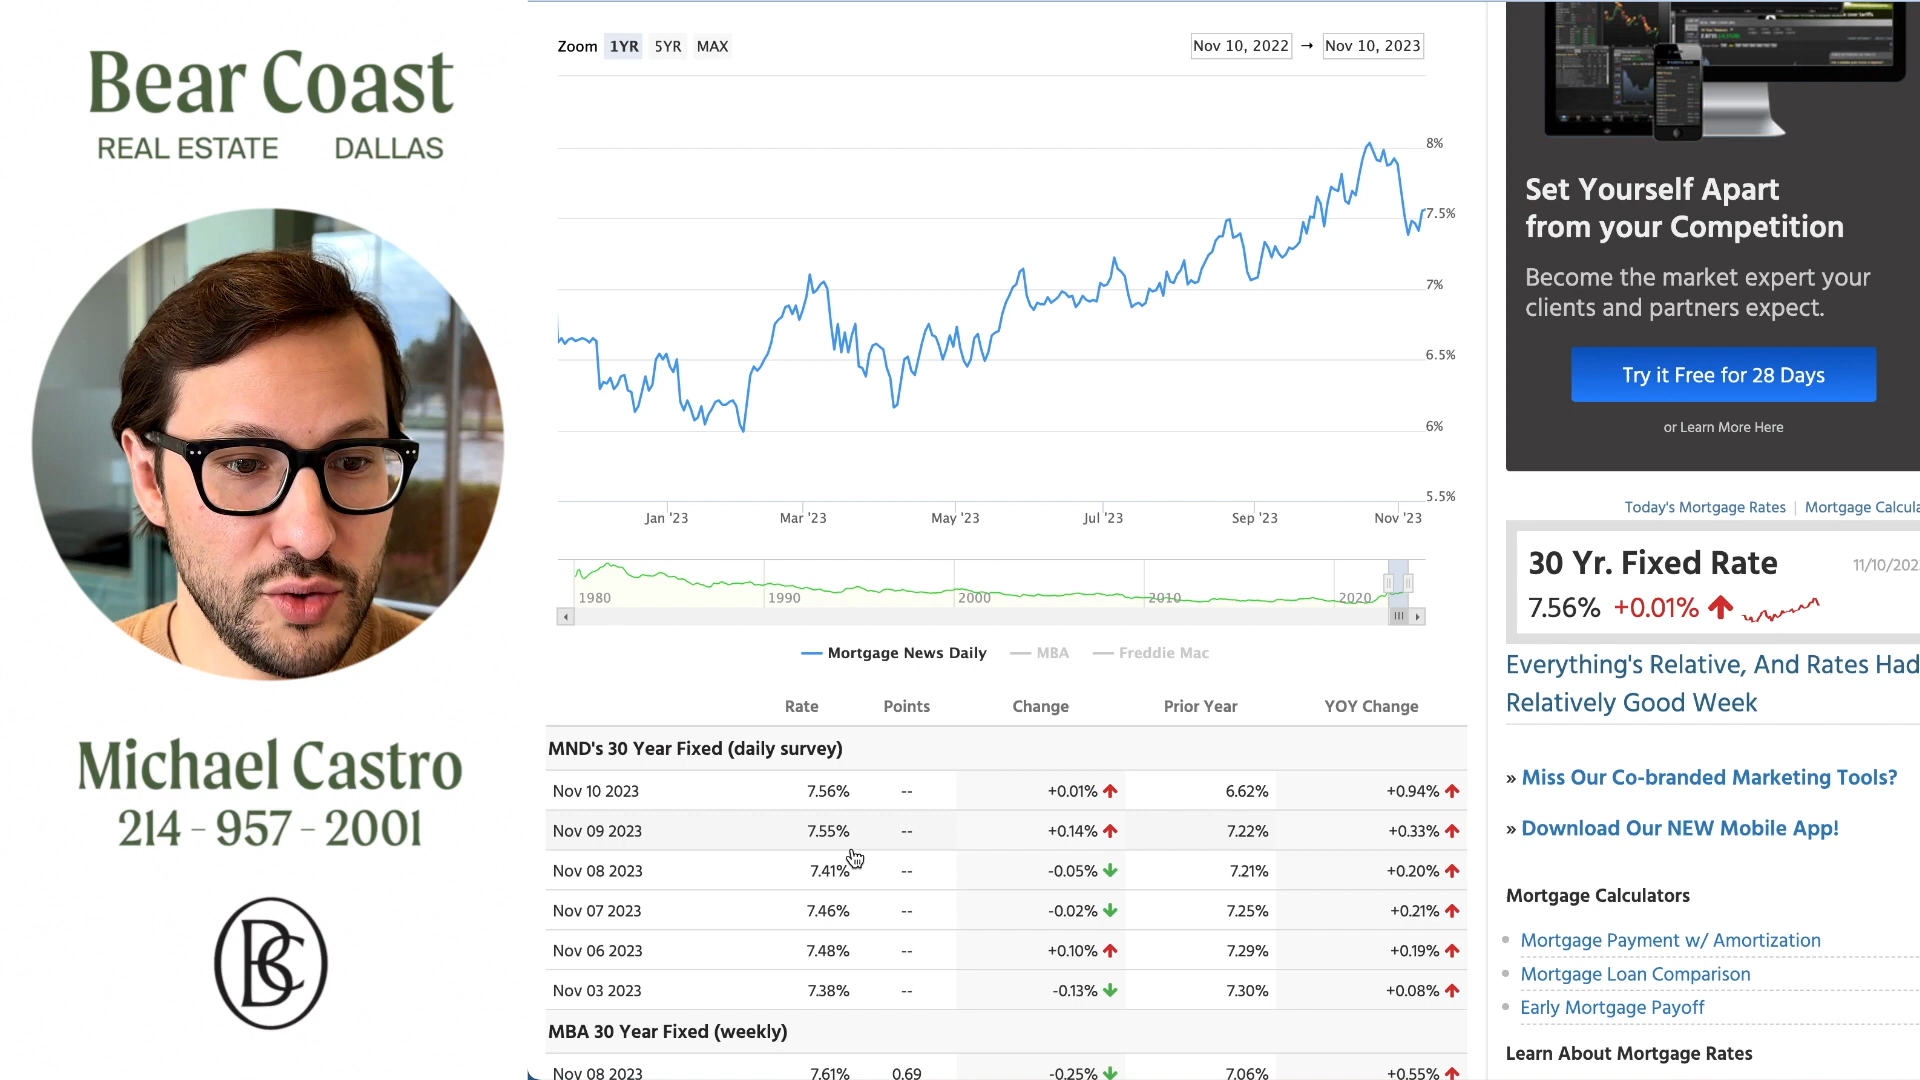 Bear Coast
REAL ESTATE DALLAS
Michael Castro
214 - 957 - 2001
BC
Zoom 1YR 5YR MAX
Nov 10, 2022 → Nov 10, 2023
8%
7.5%
7%
6.5%
6%
5.5%
Jan '23 Mar '23 May '23 Jul '23 Sep '23 Nov '23
1980 1990 2000 2010 2020
Mortgage News Daily MBA Freddie Mac
Rate Points Change Prior Year YOY Change
MND's 30 Year Fixed (daily survey)
Nov 10 2023 7.56% -- +0.01% 6.62% +0.94%
Nov 09 2023 7.55% -- +0.14% 7.22% +0.33%
Nov 08 2023 7.41% -- -0.05% 7.21% +0.20%
Nov 07 2023 7.46% -- -0.02% 7.25% +0.21%
Nov 06 2023 7.48% -- +0.10% 7.29% +0.19%
Nov 03 2023 7.38% -- -0.13% 7.30% +0.08%
MBA 30 Year Fixed (weekly)
Nov 08 2023 7.61% 0.69 -0.25% 7.06% +0.55%
Set Yourself Apart
from your Competition
Become the market expert your
clients and partners expect.
Try it Free for 28 Days
or Learn More Here
Today's Mortgage Rates | Mortgage Calcula
30 Yr. Fixed Rate 11/10/202
7.56% +0.01%
Everything's Relative, And Rates Had
Relatively Good Week
» Miss Our Co-branded Marketing Tools?
» Download Our NEW Mobile App!
Mortgage Calculators
Mortgage Payment w/ Amortization
Mortgage Loan Comparison
Early Mortgage Payoff
Learn About Mortgage Rates